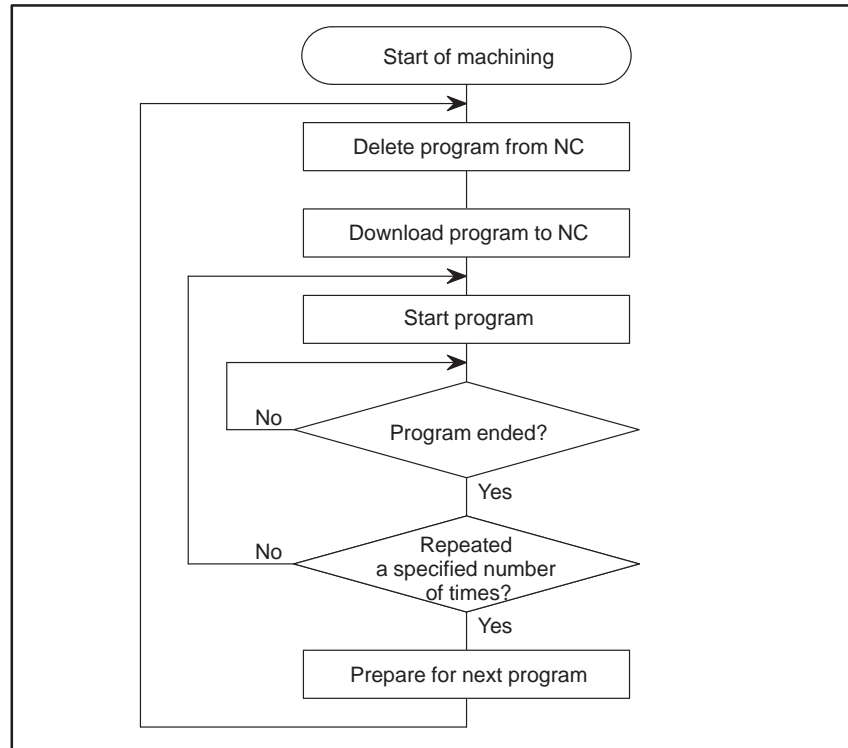 Start of machining
Delete program from NC
Download program to NC
Start program
No
Program ended?
Yes
No
Repeated
a specified number
of times?
Yes
Prepare for next program